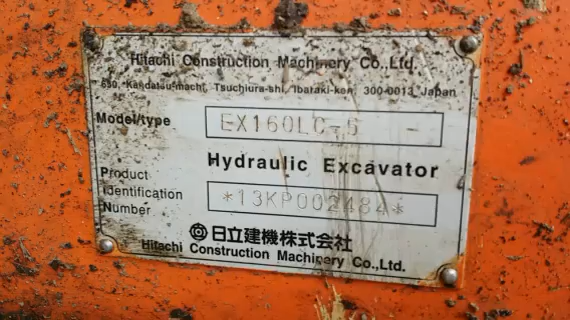 Hitachi Construction Machinery Co.,Ltd.
650, Kandatsu-machi, Tsuchiura-shi, Ibaraki-ken, 300-0013 Japan
Model/type EX160LC-5 -
Hydraulic Excavator
Product
Identification
Number *13KP002484*
日立建機株式会社
Hitachi Construction Machinery Co.,Ltd.